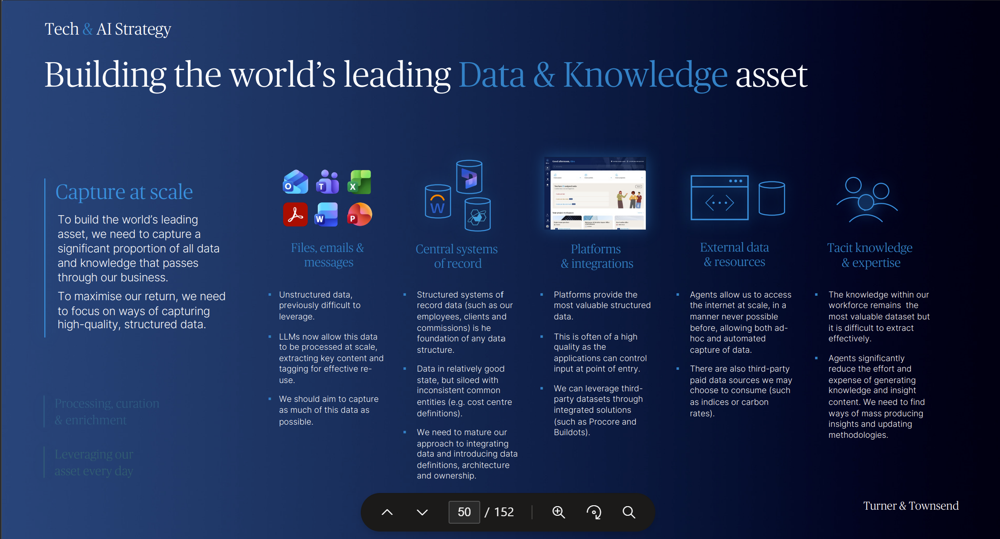 Tech & AI Strategy
Building the world's leading Data & Knowledge asset
Capture at scale
To build the world's leading
asset, we need to capture a
significant proportion of all data
and knowledge that passes
through our business.
To maximise our return, we need
to focus on ways of capturing
high-quality, structured data.
Processing, curation
& enrichment
Leveraging our
asset every day
Files, emails &
messages
Unstructured data,
previously difficult to
leverage.
LLMs now allow this data
to be processed at scale,
extracting key content and
tagging for effective re-
use.
We should aim to capture
as much of this data as
possible.
Central systems
of record
Structured systems of
record data (such as our
employees, clients and
commissions) is he
foundation of any data
structure.
Data in relatively good
state, but siloed with
inconsistent common
entities (e.g. cost centre
definitions).
We need to mature our
approach to integrating
data and introducing data
definitions, architecture
and ownership.
Good afternoon, Alex
You have 12 assigned tasks
Your project workspaces
Platforms
& integrations
Platforms provide the
most valuable structured
data.
This is often of a high
quality as the
applications can control
input at point of entry.
We can leverage third-
party datasets through
integrated solutions
(such as Procore and
Buildots).
External data
& resources
Agents allow us to access
the internet at scale, in a
manner never possible
before, allowing both ad-
hoc and automated
capture of data.
There are also third-party
paid data sources we may
choose to consume (such
as indices or carbon
rates).
Tacit knowledge
& expertise
The knowledge within our
workforce remains the
most valuable dataset but
it is difficult to extract
effectively.
Agents significantly
reduce the effort and
expense of generating
knowledge and insight
content. We need to find
ways of mass producing
insights and updating
methodologies.
50 / 152
Turner & Townsend